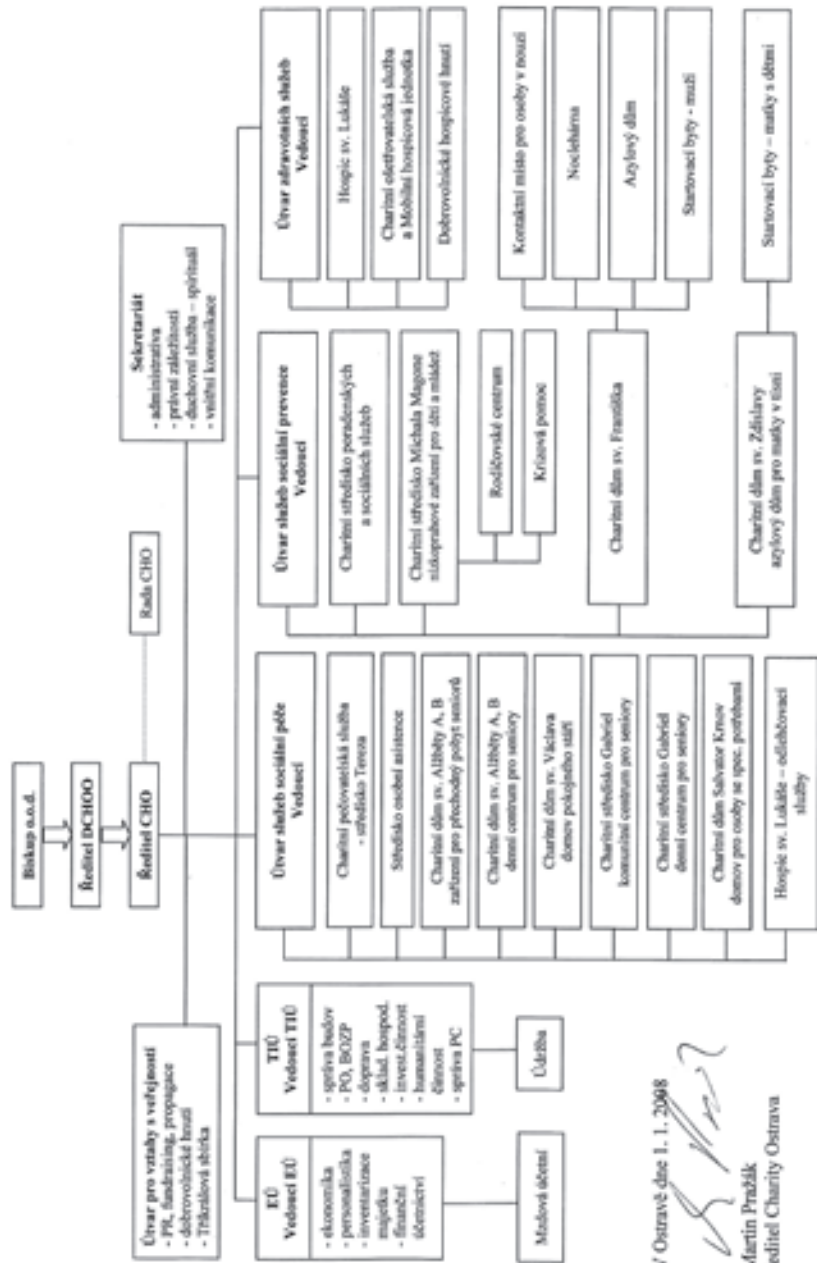 Biskup o.o.d.
Ředitel DCHOO
Ředitel CHO
Rada CHO
Útvar pro vztahy s veřejností
- PR, fundraising, propagace
- dobrovolnické hnutí
- Tříkrálová sbírka
Sekretariát
- administrativa
- právní záležitosti
- duchovní služba – spirituál
- vnitřní komunikace
EÚ
Vedoucí EÚ
- ekonomika
- personalistika
- inventarizace
majetku
- finanční
účetnictví
Mzdová účetní
TIÚ
Vedoucí TIÚ
- správa budov
- PO, BOZP
- doprava
- sklad. hospod.
- invest.činnost
- humanitární
činnost
- správa PC
Údržba
Útvar služeb sociální péče
Vedoucí
Charitní pečovatelská služba
- středisko Tereza
Středisko osobní asistence
Charitní dům sv. Alžběty A, B
zařízení pro přechodný pobyt seniorů
Charitní dům sv. Alžběty A, B
denní centrum pro seniory
Charitní dům sv. Václava
domov pokojného stáří
Charitní středisko Gabriel
komunitní centrum pro seniory
Charitní středisko Gabriel
denní centrum pro seniory
Charitní dům Salvator Krnov
domov pro osoby se spec. potřebami
Hospic sv. Lukáše – odlehčovací
služby
Útvar služeb sociální prevence
Vedoucí
Charitní středisko poradenských
a sociálních služeb
Charitní středisko Michala Magone
nízkoprahové zařízení pro děti a mládež
Rodičovské centrum
Krizová pomoc
Charitní dům sv. Františka
Charitní dům sv. Zdislavy
azylový dům pro matky v tísni
Útvar zdravotních služeb
Vedoucí
Hospic sv. Lukáše
Charitní ošetřovatelská služba
a Mobilní hospicová jednotka
Dobrovolnické hospicové hnutí
Kontaktní místo pro osoby v nouzi
Noclehárna
Azylový dům
Startovací byty - muži
Startovací byty – matky s dětmi
V Ostravě dne 1. 1. 2008
Martin Pražák
ředitel Charity Ostrava